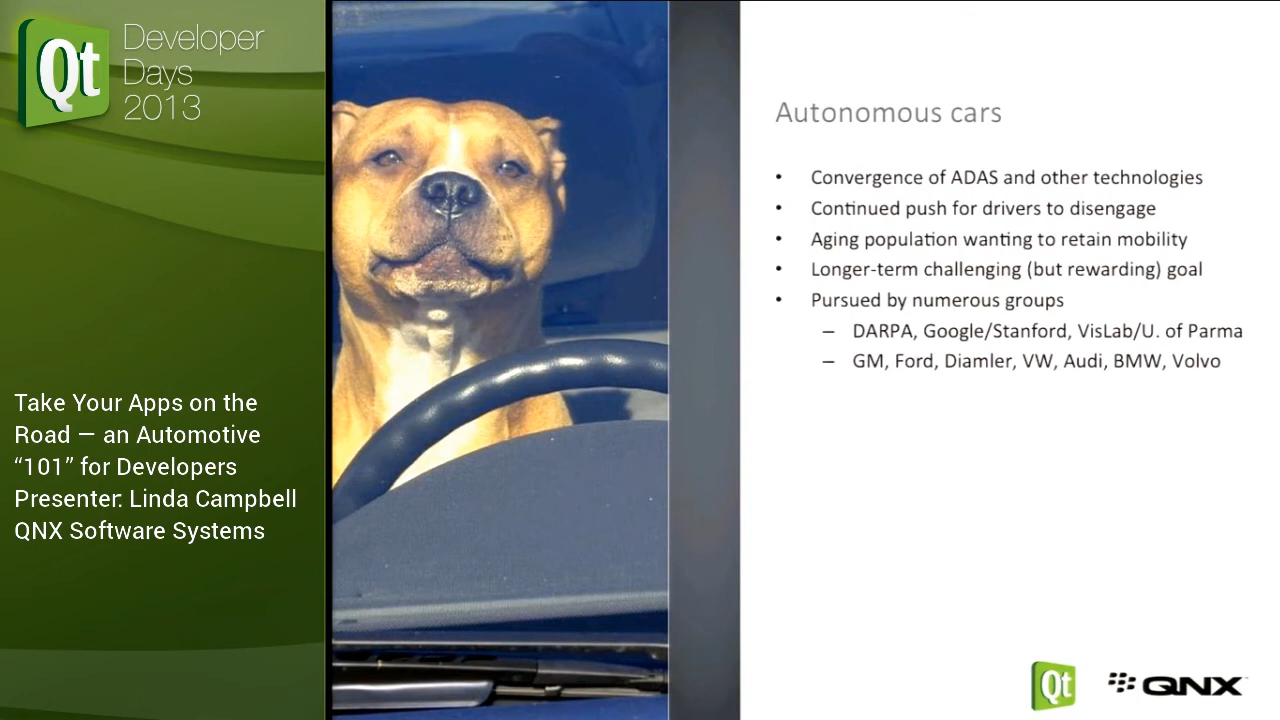 Qt
Developer
Days
2013
Take Your Apps on the
Road — an Automotive
“101” for Developers
Presenter: Linda Campbell
QNX Software Systems
Autonomous cars
• Convergence of ADAS and other technologies
• Continued push for drivers to disengage
• Aging population wanting to retain mobility
• Longer-term challenging (but rewarding) goal
• Pursued by numerous groups
– DARPA, Google/Stanford, VisLab/U. of Parma
– GM, Ford, Diamler, VW, Audi, BMW, Volvo
Qt QNX